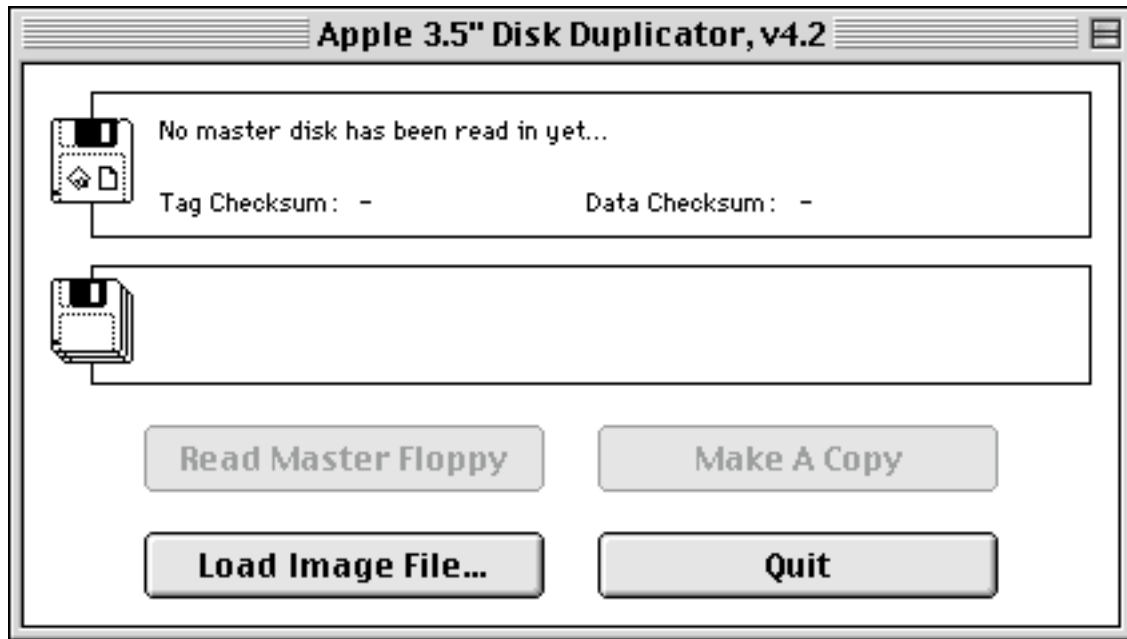 Apple 3.5" Disk Duplicator, v4.2
No master disk has been read in yet...
Tag Checksum: - Data Checksum: -
Read Master Floppy Make A Copy
Load Image File... Quit